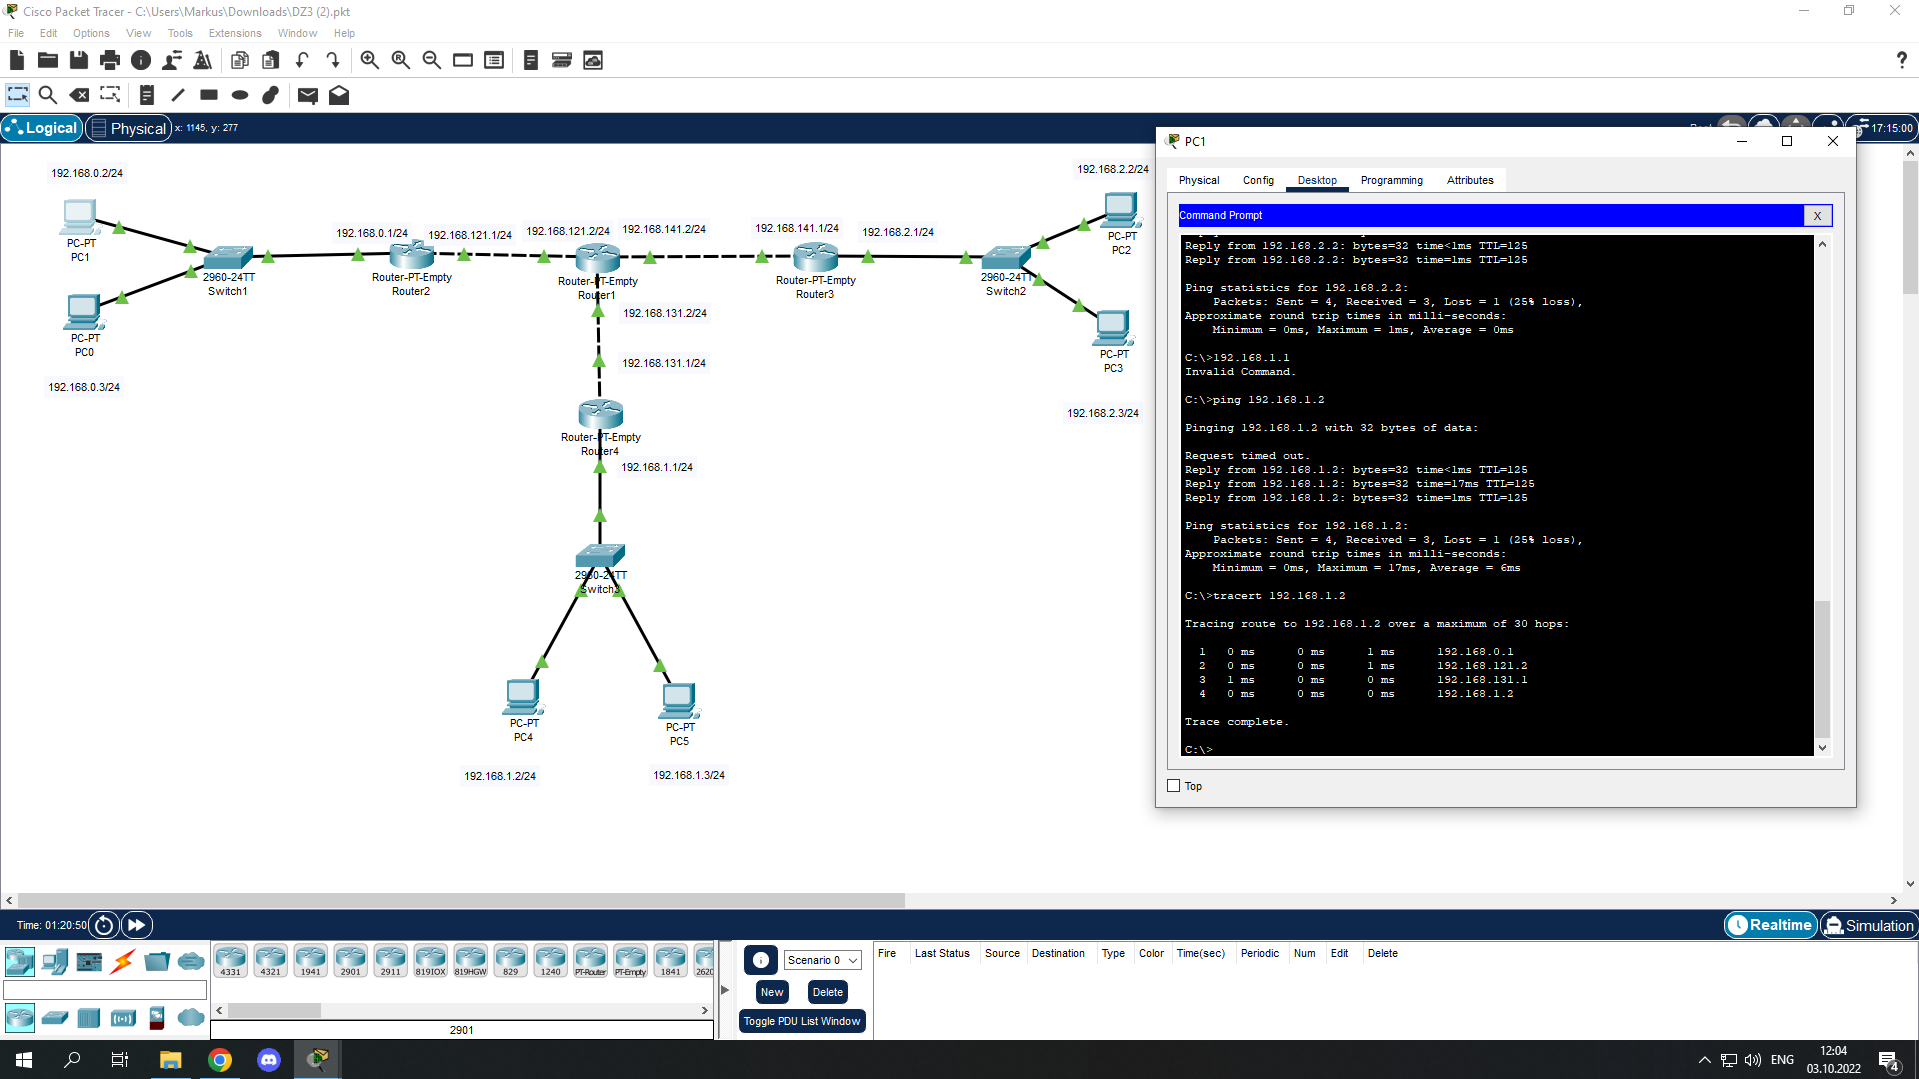 Cisco Packet Tracer - C:\Users\Markus\Downloads\DZ3 (2).pkt
File Edit Options View Tools Extensions Window Help
Logical Physical x: 1145, y: 277
17:15:00
192.168.0.2/24
PC-PT
PC1
PC-PT
PC0
192.168.0.3/24
2960-24TT
Switch1
192.168.0.1/24
192.168.121.1/24
Router-PT-Empty
Router2
192.168.121.2/24
192.168.141.2/24
Router-PT-Empty
Router1
192.168.131.2/24
192.168.131.1/24
192.168.141.1/24
192.168.2.1/24
Router-PT-Empty
Router3
2960-24TT
Switch2
192.168.2.2/24
PC-PT
PC2
PC-PT
PC3
192.168.2.3/24
Router-PT-Empty
Router4
192.168.1.1/24
2960-24TT
Switch3
PC-PT
PC4
PC-PT
PC5
192.168.1.2/24
192.168.1.3/24
PC1
Physical Config Desktop Programming Attributes
Command Prompt
X
Reply from 192.168.2.2: bytes=32 time<1ms TTL=125
Reply from 192.168.2.2: bytes=32 time=1ms TTL=125
Ping statistics for 192.168.2.2:
Packets: Sent = 4, Received = 3, Lost = 1 (25% loss),
Approximate round trip times in milli-seconds:
Minimum = 0ms, Maximum = 1ms, Average = 0ms
C:\>192.168.1.1
Invalid Command.
C:\>ping 192.168.1.2
Pinging 192.168.1.2 with 32 bytes of data:
Request timed out.
Reply from 192.168.1.2: bytes=32 time<1ms TTL=125
Reply from 192.168.1.2: bytes=32 time=17ms TTL=125
Reply from 192.168.1.2: bytes=32 time=1ms TTL=125
Ping statistics for 192.168.1.2:
Packets: Sent = 4, Received = 3, Lost = 1 (25% loss),
Approximate round trip times in milli-seconds:
Minimum = 0ms, Maximum = 17ms, Average = 6ms
C:\>tracert 192.168.1.2
Tracing route to 192.168.1.2 over a maximum of 30 hops:
1 0 ms 0 ms 1 ms 192.168.0.1
2 0 ms 0 ms 1 ms 192.168.121.2
3 1 ms 0 ms 0 ms 192.168.131.1
4 0 ms 0 ms 0 ms 192.168.1.2
Trace complete.
C:\>
Top
Time: 01:20:50
Realtime Simulation
4331 4321 1941 2901 2911 819IOX 819HGW 829 1240 PT-Router PT-Empty 1841 2620
2901
Scenario 0
New Delete
Toggle PDU List Window
Fire Last Status Source Destination Type Color Time(sec) Periodic Num Edit Delete
ENG
12:04
03.10.2022
4